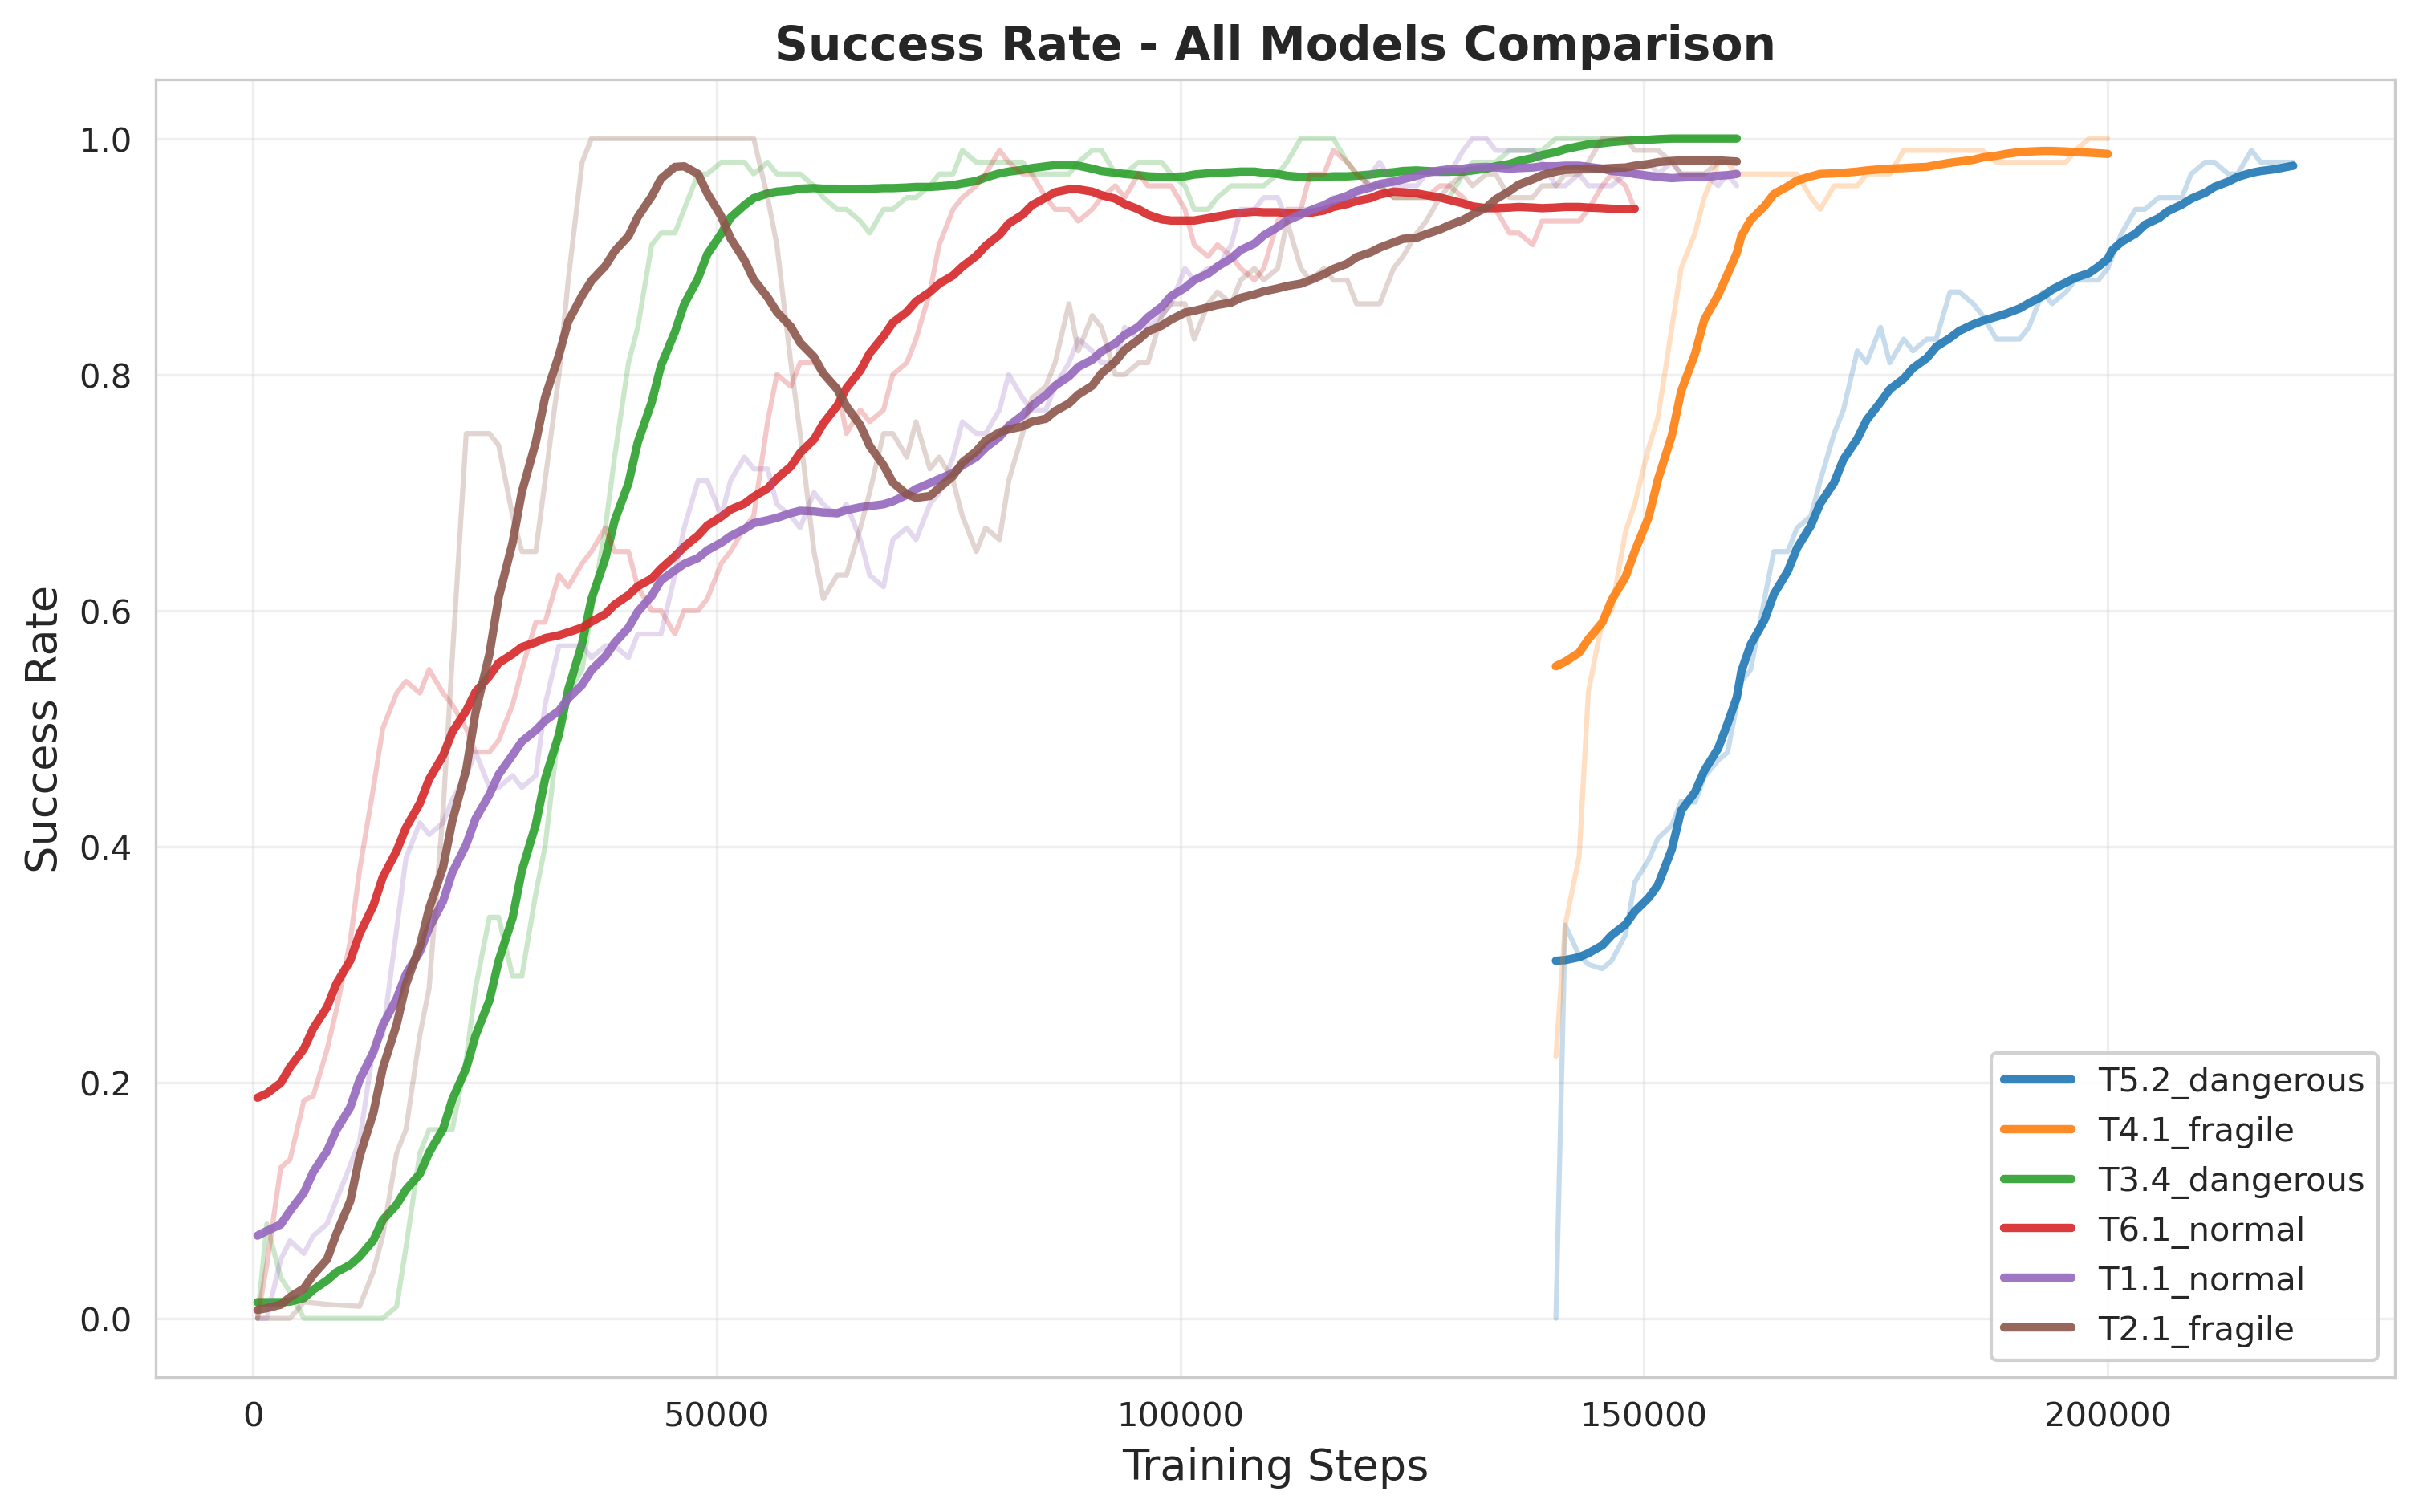 Success Rate - All Models Comparison
1.0
0.8
0.6
0.4
0.2
0.0
Success Rate
0
50000
100000
150000
200000
Training Steps
T5.2_dangerous
T4.1_fragile
T3.4_dangerous
T6.1_normal
T1.1_normal
T2.1_fragile